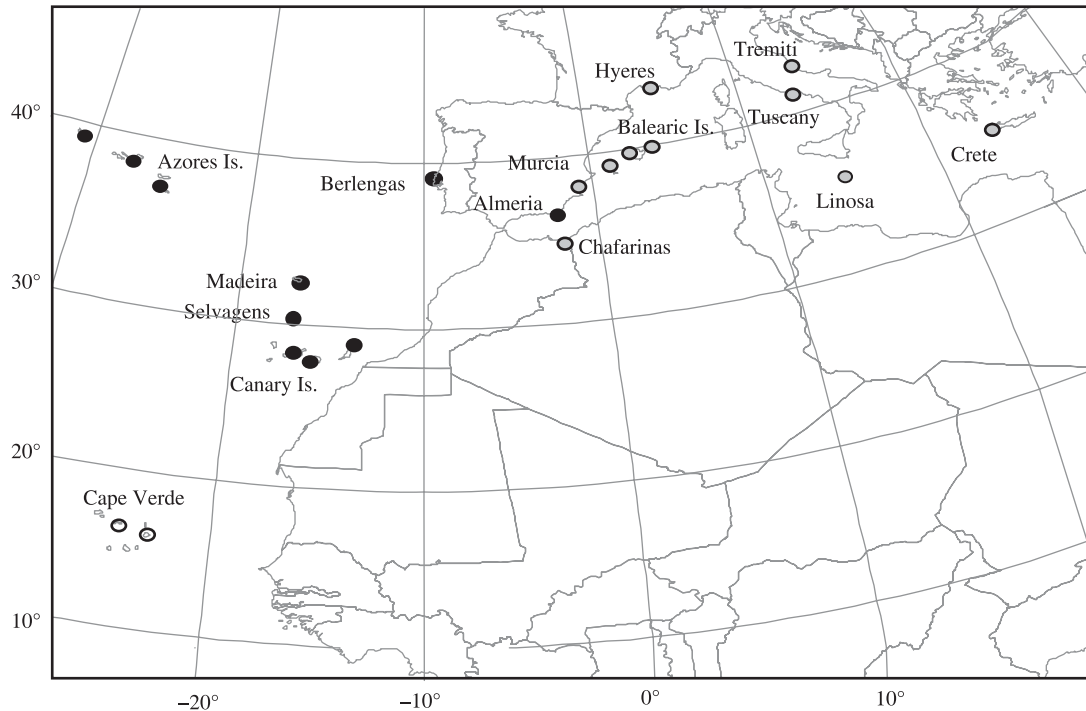 Tremiti
Hyeres
40°
Tuscany
Balearic Is.
Azores Is.
Murcia
Crete
Berlengas
Linosa
Almeria
Chafarinas
30°
Madeira
Selvagens
Canary Is.
20°
Cape Verde
10°
−20°
−10°
0°
10°